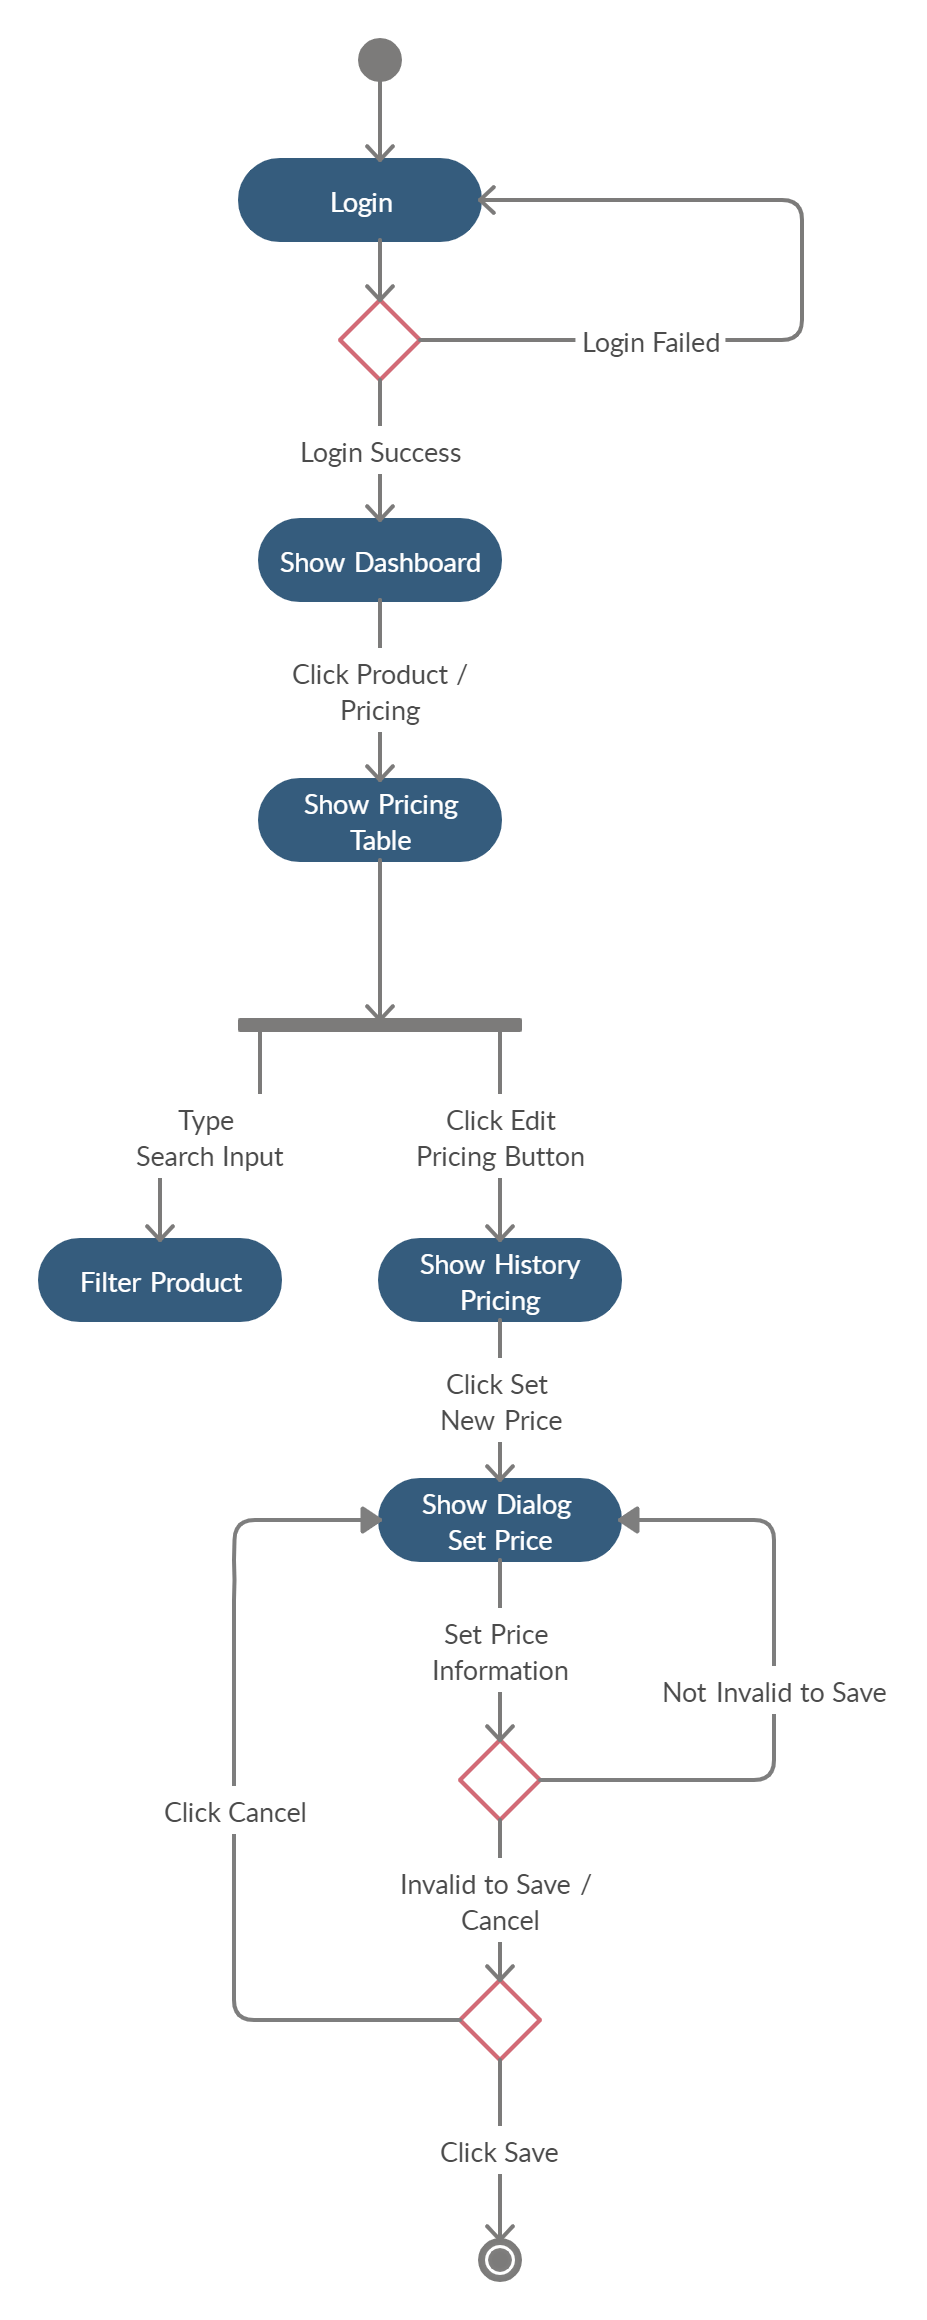 Login
Login Failed
Login Success
Show Dashboard
Click Product /
Pricing
Show Pricing
Table
Type
Search Input
Click Edit
Pricing Button
Filter Product
Show History
Pricing
Click Set
New Price
Show Dialog
Set Price
Set Price
Information
Not Invalid to Save
Click Cancel
Invalid to Save /
Cancel
Click Save